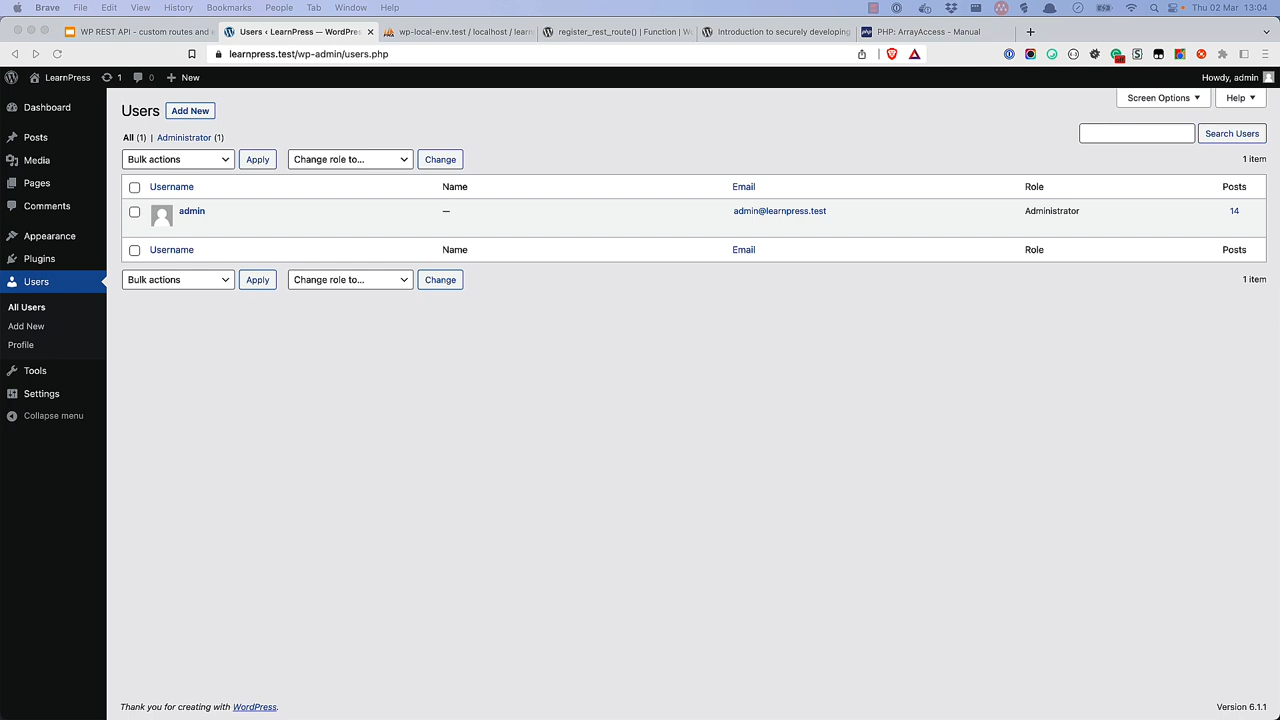 Brave File Edit View History Bookmarks People Tab Window Help Thu 02 Mar 13:04
WP REST API - custom routes and Users ‹ LearnPress — WordPres wp-local-env.test / localhost / learn register_rest_route() | Function | W Introduction to securely developing PHP: ArrayAccess - Manual
learnpress.test/wp-admin/users.php
LearnPress 1 0 New Howdy, admin
Screen Options Help
Dashboard
Posts
Media
Pages
Comments
Appearance
Plugins
Users
All Users
Add New
Profile
Tools
Settings
Collapse menu
Users Add New
All (1) | Administrator (1)
Search Users
Bulk actions Apply Change role to... Change 1 item
Username Name Email Role Posts
admin — admin@learnpress.test Administrator 14
Username Name Email Role Posts
Bulk actions Apply Change role to... Change 1 item
Thank you for creating with WordPress. Version 6.1.1